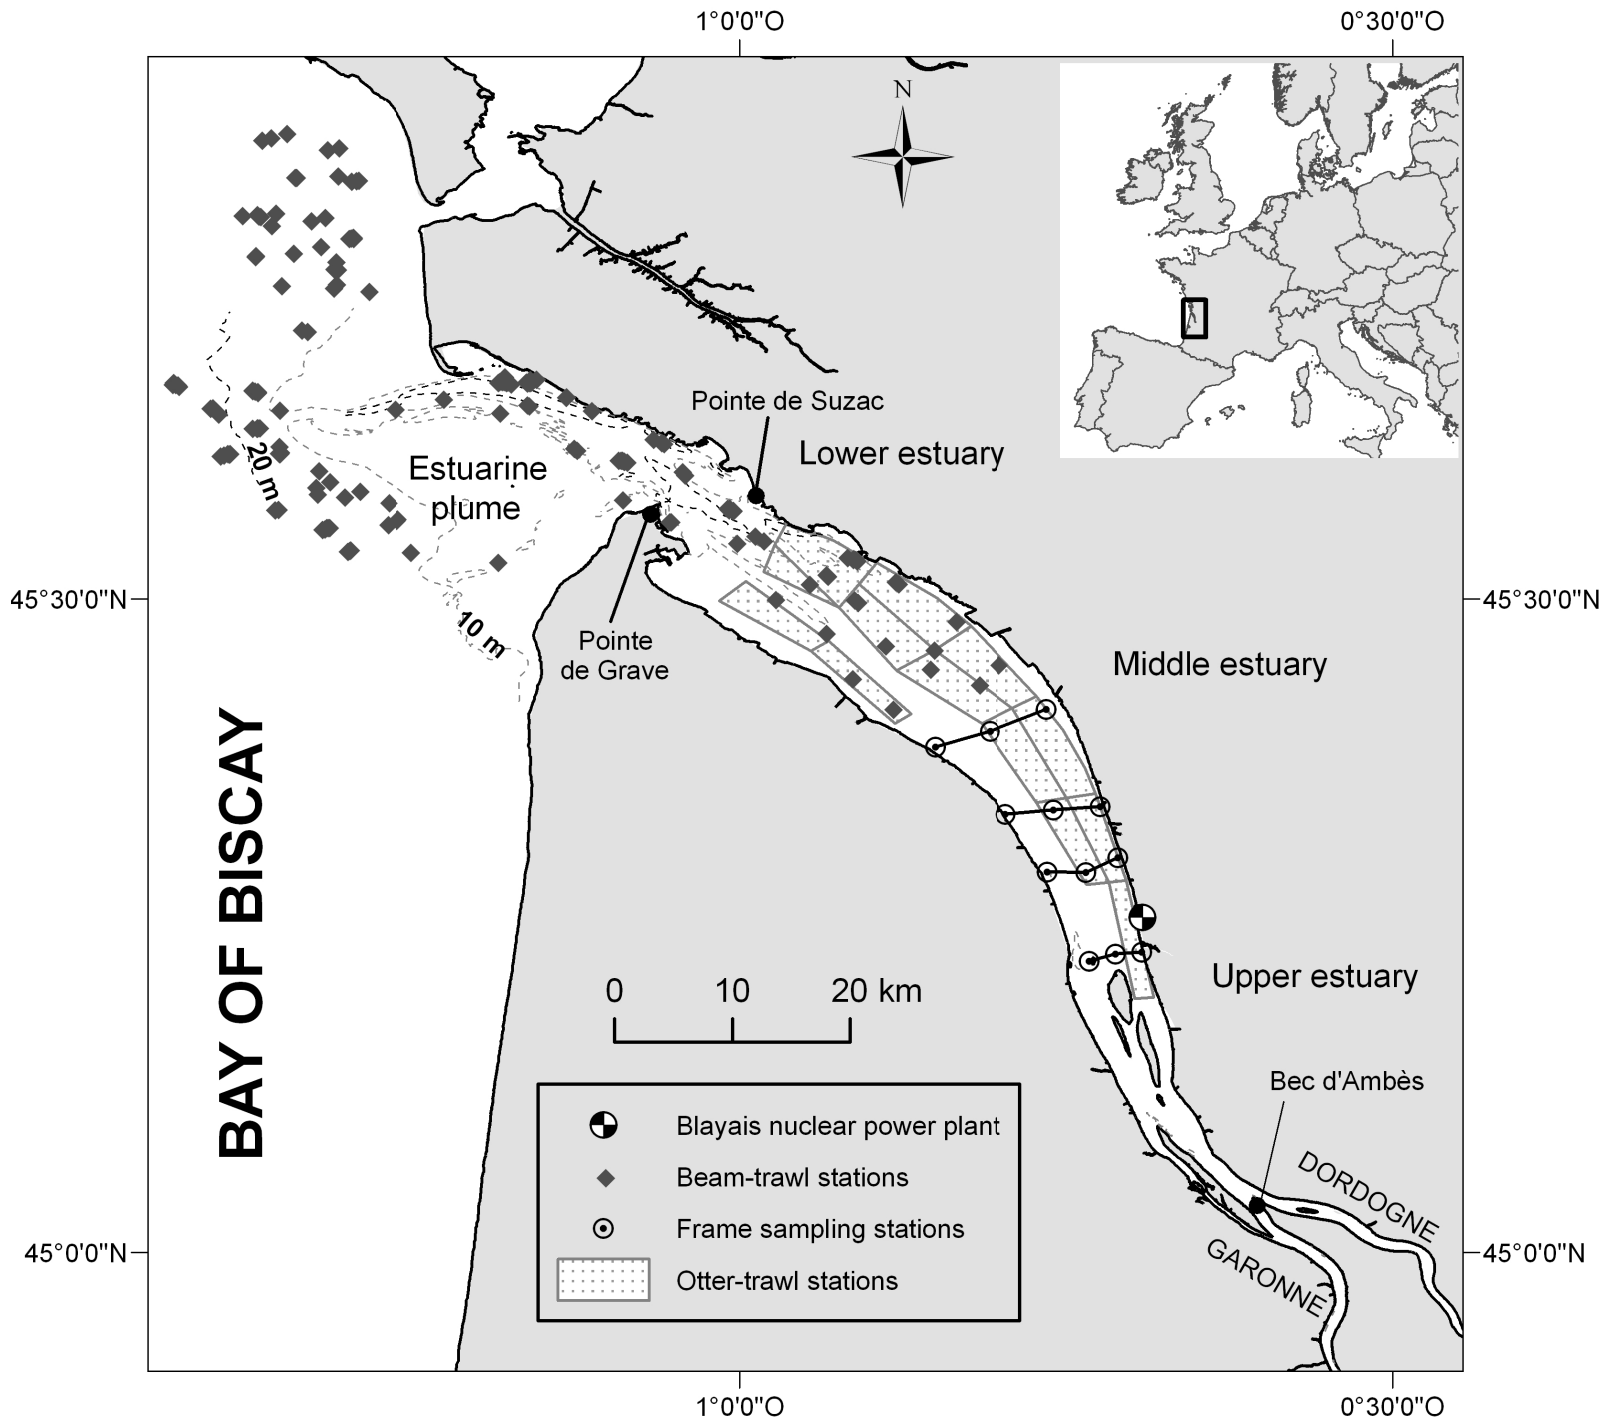 1°0'0"O
0°30'0"O
N
Pointe de Suzac
Lower estuary
Estuarine
plume
20 m
45°30'0"N
45°30'0"N
10 m
Pointe
de Grave
Middle estuary
BAY OF BISCAY
Upper estuary
0 10 20 km
Bec d'Ambès
Blayais nuclear power plant
Beam-trawl stations
Frame sampling stations
Otter-trawl stations
DORDOGNE
GARONNE
45°0'0"N
45°0'0"N
1°0'0"O
0°30'0"O